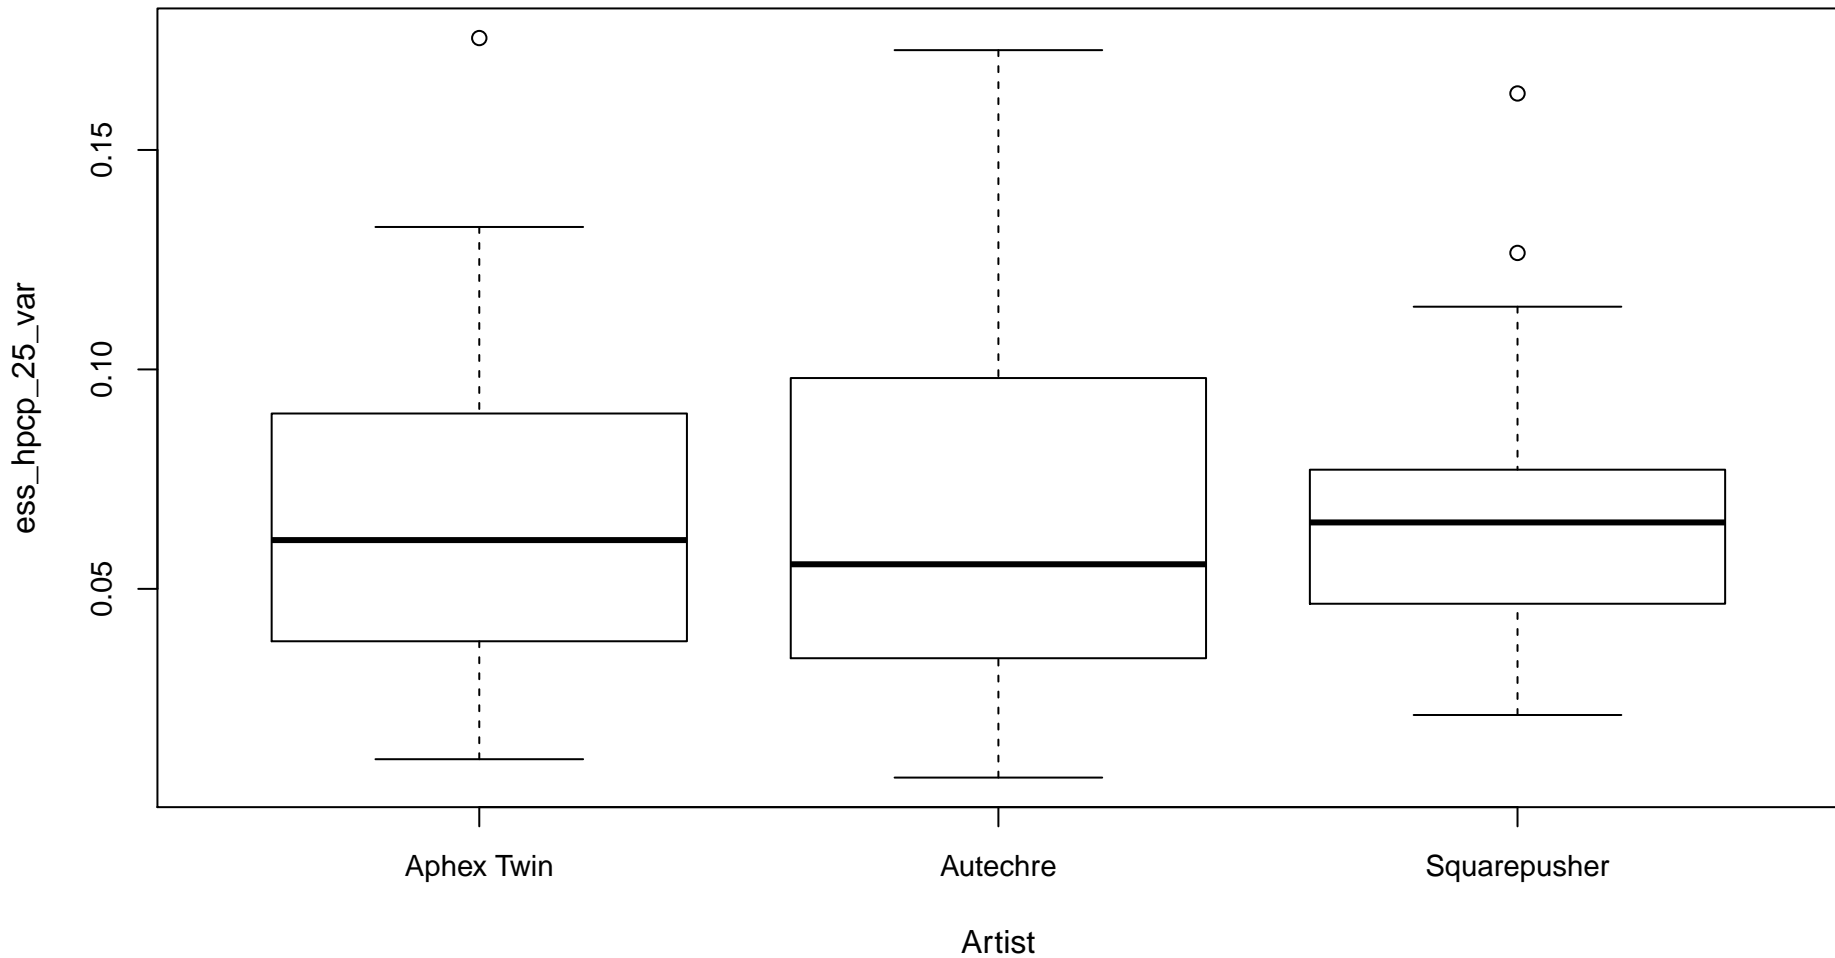 ess_hpcp_25_var
0.15
0.10
0.05
Aphex Twin
Autechre
Squarepusher
Artist